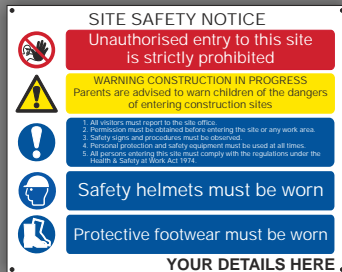 SITE SAFETY NOTICE
Unauthorised entry to this site
is strictly prohibited
WARNING CONSTRUCTION IN PROGRESS
Parents are advised to warn children of the dangers
of entering construction sites
1. All visitors must report to the site office.
2. Permission must be obtained before entering the site or any work area.
3. Safety signs and procedures must be observed.
4. Personal protection and safety equipment must be used at all times.
5. All persons entering this site must comply with the regulations under the
Health & Safety at Work Act 1974.
Safety helmets must be worn
Protective footwear must be worn
YOUR DETAILS HERE